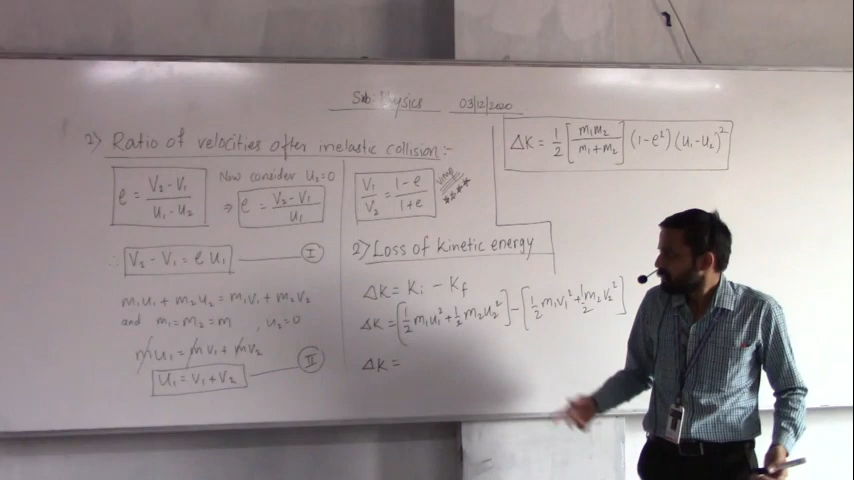 Sub: Physics 03/12/2020
2) Ratio of velocities after inelastic collision:-
e = V₂ - V₁ / U₁ - U₂
Now consider U₂=0
⇒ e = V₂ - V₁ / U₁
∴ V₂ - V₁ = e U₁ — I
m₁u₁ + m₂u₂ = m₁v₁ + m₂v₂
and m₁=m₂=m , u₂=0
mu₁ = mv₁ + mv₂
U₁ = V₁ + V₂ — II
V₁ / V₂ = 1-e / 1+e
2) Loss of kinetic energy
ΔK = Ki - Kf
ΔK = [½ m₁u₁² + ½ m₂u₂²] - [½ m₁v₁² + ½ m₂v₂²]
ΔK =
ΔK = 1/2 [m₁m₂ / m₁+m₂] (1-e²) (u₁-u₂)²